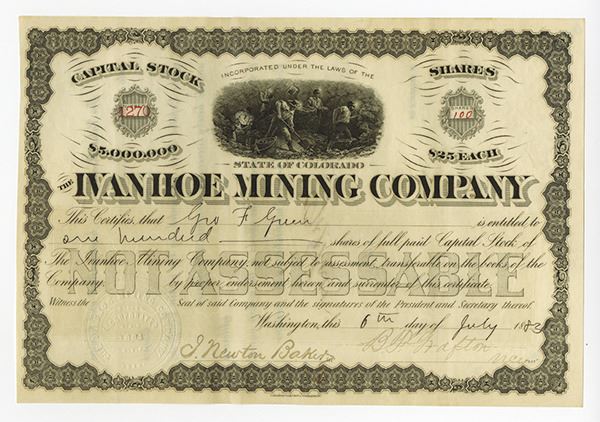 CAPITAL STOCK
1270
$5,000,000
INCORPORATED UNDER THE LAWS OF THE
STATE OF COLORADO
SHARES
100
$25 EACH
THE IVANHOE MINING COMPANY
This Certifies that Geo F Green is entitled to
one hundred shares of full paid Capital Stock of
The Ivanhoe Mining Company, not subject to assessment, transferable on the books of the
Company by proper endorsement hereon and surrender of this certificate.
NOT ASSESSABLE
Witness the Seal of said Company and the signatures of the President and Secretary thereof.
Washington, this 6th day of July 1883
J. Newton Baker